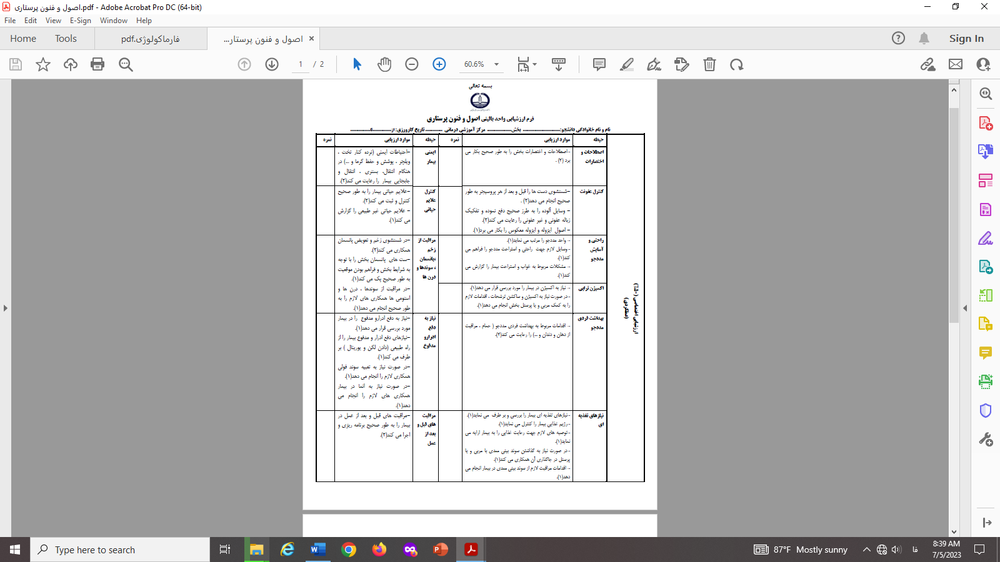 اصول و فنون پرستاری.pdf - Adobe Acrobat Pro DC (64-bit)
File Edit View E-Sign Window Help
Home Tools فارماکولوژی.pdf اصول و فنون پرستار... × Sign In
1 / 2 60.6%
بسمه تعالی
فرم ارزشیابی واحد بالینی اصول و فنون پرستاری
نام و نام خانوادگی دانشجو:.......................... بخش................. مرکز آموزشی درمانی ............ تاریخ کارورزی: از.............6..............
حیطه موارد ارزیابی نمره حیطه موارد ارزیابی نمره
ارزشیابی اختصاصی (50٪)
(عملکردی)
اصطلاحات و
اختصارات
-اصطلاحات و اختصارات بخش را به طور صحیح بکار می
برد (۲) .
ایمنی
بیمار
-احتیاطات ایمنی (نرده کنار تخت ،
ویلچر ، پوشش و حفظ گرما و ...) در
هنگام انتقال، بستری ، انتقال و
جابجایی بیمار را رعایت می کند(۲).
کنترل عفونت
-شستشوی دست ها را قبل و بعد از هر پروسیجر به طور
صحیح انجام می دهد(۲) .
- وسایل آلوده را به طرز صحیح دفع نموده و تفکیک
زباله عفونی و غیر عفونی را رعایت می کند(۲).
- اصول ایزوله و ایزوله معکوس را بکار می برد(۱).
کنترل
علایم
حیاتی
-علایم حیاتی بیمار را به طور صحیح
کنترل و ثبت می کند(۲).
- علایم حیاتی غیر طبیعی را گزارش
می کند(۱).
راحتی و
آسایش
مددجو
- واحد مددجو را مرتب می نماید(۱).
-وسایل لازم جهت راحتی و استراحت مددجو را فراهم می
کند(۱).
- مشکلات مربوط به خواب و استراحت بیمار را گزارش می
کند(۱).
مراقبت از
زخم
،پانسمان
، سوندها و
درن ها
-در شستشوی زخم و تعویض پانسمان
همکاری می کند(۲).
-ست های پانسمان بخش را با توجه
به شرایط بخش و فراهم بودن موقعیت
به طور صحیح پک می کند(۱).
-در مراقبت از سوندها ، درن ها و
استومی ها همکاری های لازم را به
طور صحیح انجام می دهد(۱).
اکسیژن تراپی
- نیاز به اکسیژن در بیمار را مورد بررسی قرار می دهد(۱).
-در صورت نیاز به اکسیژن و ساکشن ترشحات ، اقدامات لازم
را به کمک مربی و یا پرسنل بخش انجام می دهد(۱).
بهداشت فردی
مددجو
- اقدامات مربوط به بهداشت فردی مددجو ( حمام ، مراقبت
از دهان و دندان و ...) را رعایت می کند(۲).
نیاز به
دفع
ادرارو
مدفوع
-نیاز به دفع ادرارو مدفوع را در بیمار
مورد بررسی قرار می دهد(۱).
-نیازهای دفع ادرار و مدفوع بیمار را از
راه طبیعی (دادن لگن و یورینال ) بر
طرف می کند(۱).
-در صورت نیاز به تعبیه سوند فولی
همکاری لازم را انجام می دهد(۱).
-در صورت نیاز به انما در بیمار
همکاری های لازم را انجام می
دهد(۱).
نیازهای تغذیه
ای
-نیازهای تغذیه ای بیمار را بررسی و بر طرف می نماید(۱).
-رژیم غذایی بیمار را کنترل می نماید(۱).
-توصیه های لازم جهت رعایت غذایی را به بیمار ارایه می
نماید(۱).
-در صورت نیاز به گذاشتن سوند بینی معدی با مربی و یا
پرسنل در جاگذاری آن همکاری می کند(۱).
- اقدامات مراقبت لازم از سوند بینی معدی در بیمار انجام می
دهد(۱).
مراقبت
های قبل و
بعد از
عمل
-مراقبت های قبل و بعد از عمل در
بیمار را به طور صحیح برنامه ریزی و
اجرا می کند(۲).
Type here to search
87°F Mostly sunny
فا
8:39 AM
7/5/2023